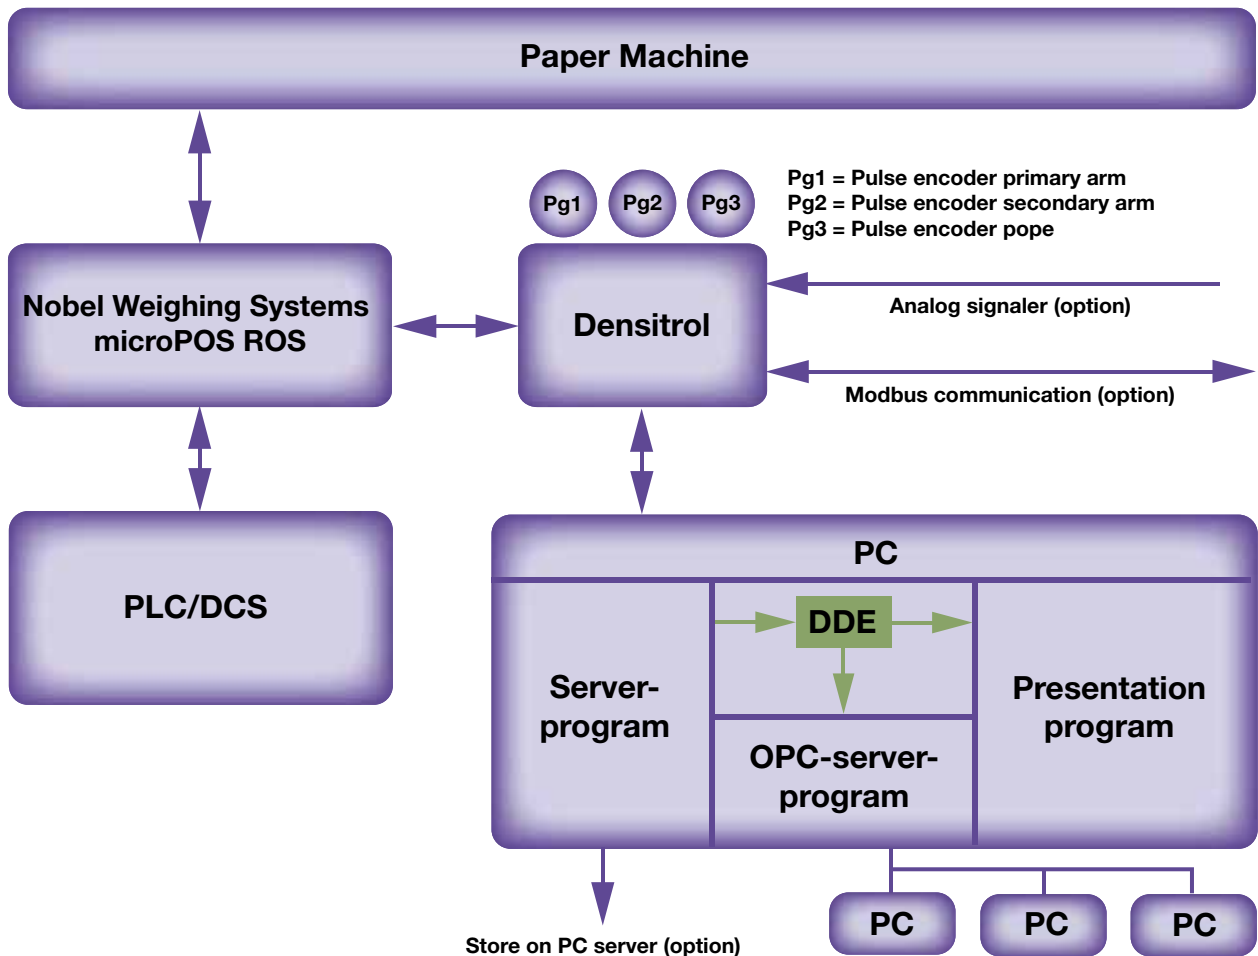 Paper Machine
Pg1
Pg2
Pg3
Pg1 = Pulse encoder primary arm
Pg2 = Pulse encoder secondary arm
Pg3 = Pulse encoder pope
Nobel Weighing Systems
microPOS ROS
Densitrol
Analog signaler (option)
Modbus communication (option)
PLC/DCS
PC
DDE
Server-
program
Presentation
program
OPC-server-
program
Store on PC server (option)
PC
PC
PC